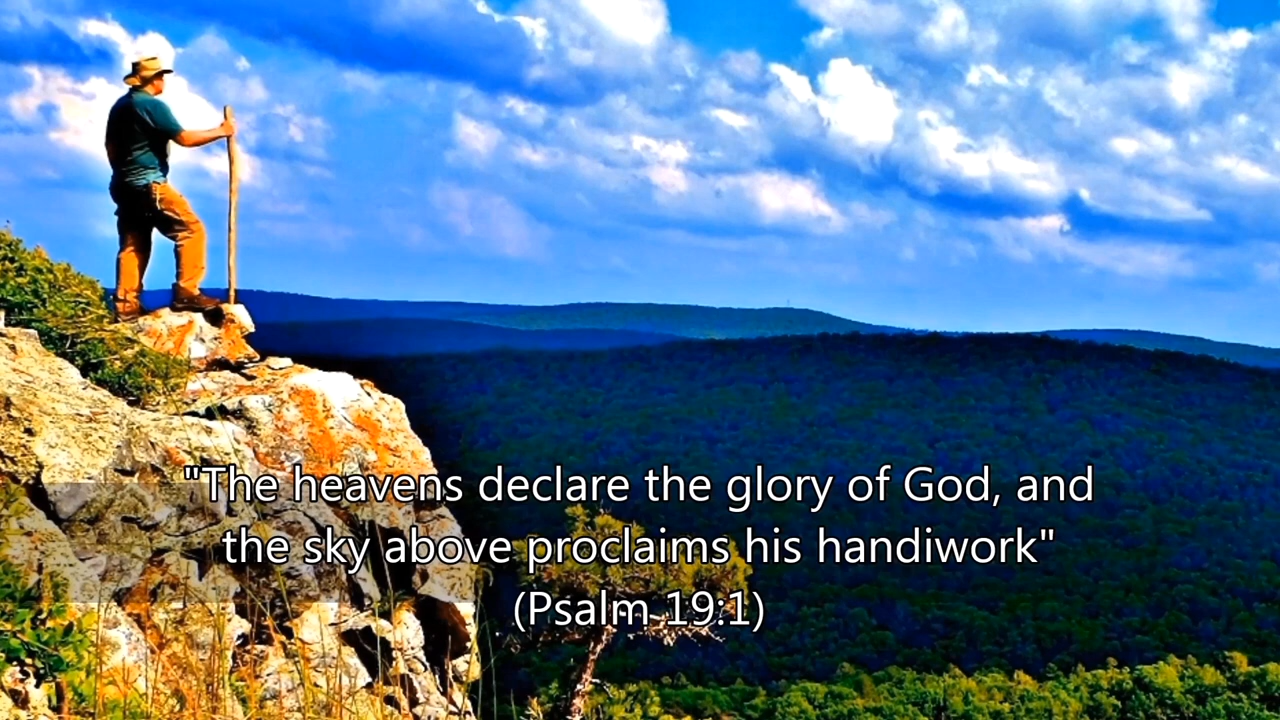 "The heavens declare the glory of God, and
the sky above proclaims his handiwork"
(Psalm 19:1)